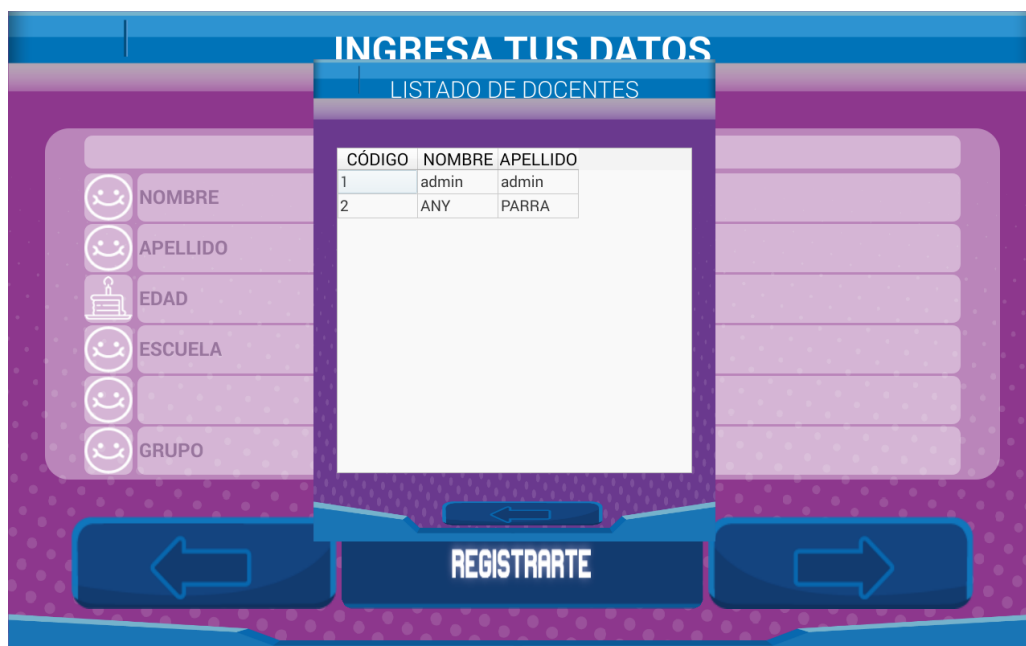 INGRESA TUS DATOS
LISTADO DE DOCENTES
CÓDIGO NOMBRE APELLIDO
1 admin admin
2 ANY PARRA
NOMBRE
APELLIDO
EDAD
ESCUELA
GRUPO
REGISTRARTE